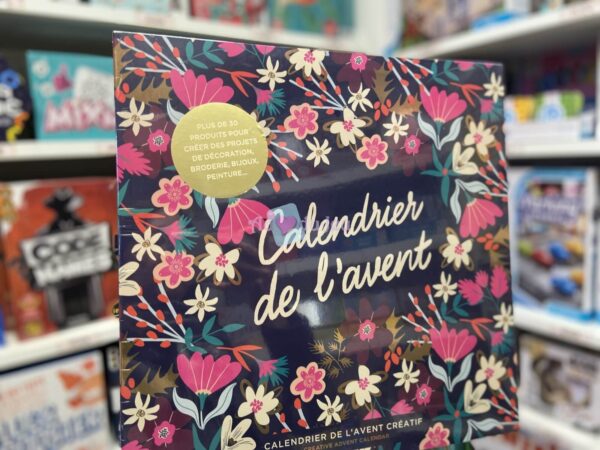 PLUS DE 30
PRODUITS POUR
CRÉER DES PROJETS
DE DÉCORATION,
BRODERIE, BIJOUX,
PEINTURE...
Calendrier
de l'avent
CALENDRIER DE L'AVENT CRÉATIF
CREATIVE ADVENT CALENDAR
CODE